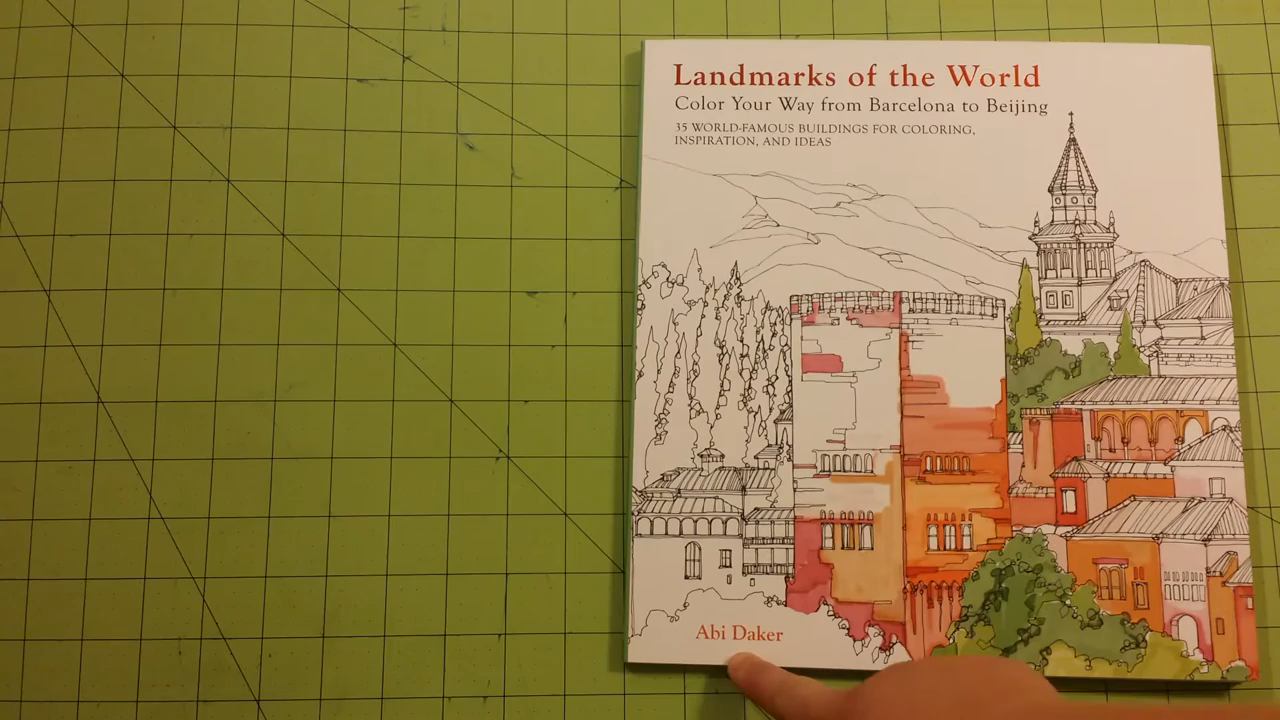 Landmarks of the World
Color Your Way from Barcelona to Beijing
35 WORLD-FAMOUS BUILDINGS FOR COLORING,
INSPIRATION, AND IDEAS
Abi Daker